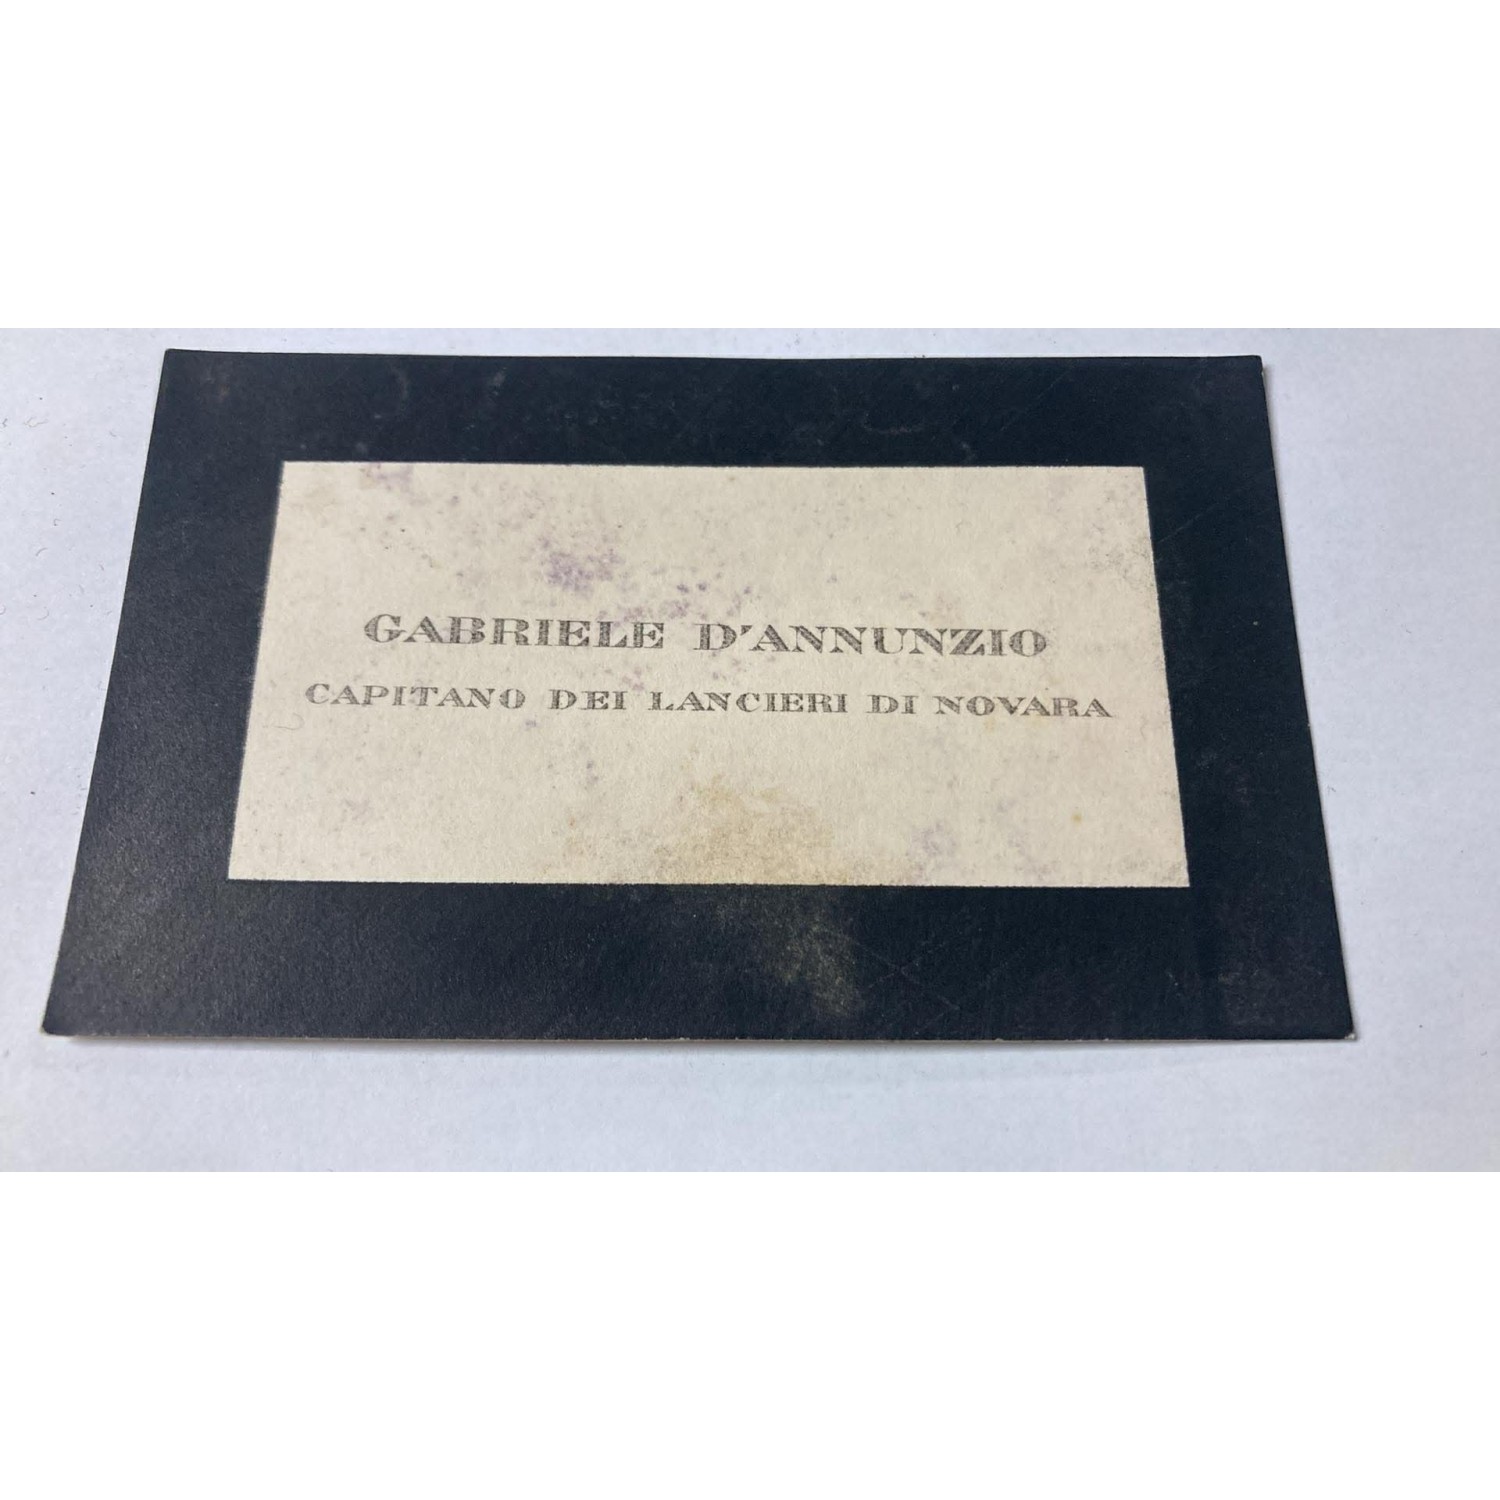 GABRIELE D'ANNUNZIO
CAPITANO DEI LANCIERI DI NOVARA